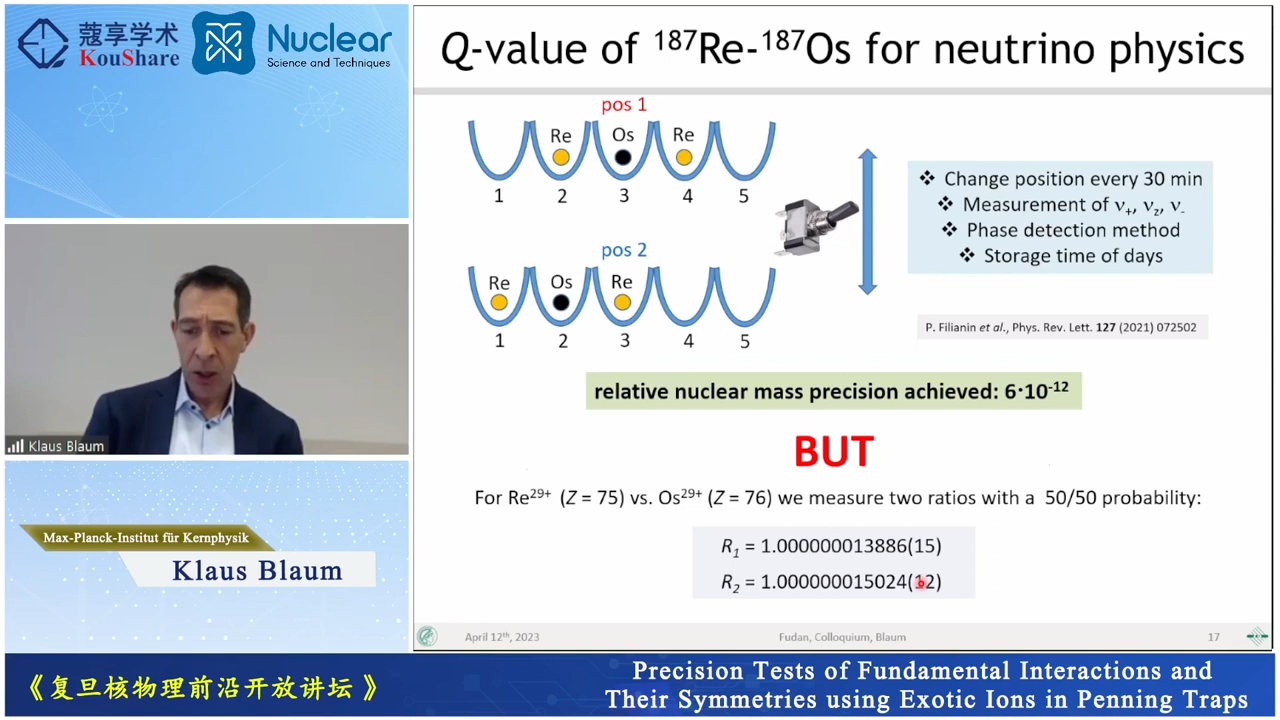 蔻享学术
KouShare
Nuclear
Science and Techniques
Q-value of ¹⁸⁷Re-¹⁸⁷Os for neutrino physics
pos 1
Re Os Re
1 2 3 4 5
pos 2
Re Os Re
1 2 3 4 5
❖ Change position every 30 min
❖ Measurement of ν₊, ν_z, ν₋
❖ Phase detection method
❖ Storage time of days
P. Filianin et al., Phys. Rev. Lett. 127 (2021) 072502
relative nuclear mass precision achieved: 6·10⁻¹²
BUT
For Re²⁹⁺ (Z = 75) vs. Os²⁹⁺ (Z = 76) we measure two ratios with a 50/50 probability:
R₁ = 1.000000013886(15)
R₂ = 1.000000015024(12)
April 12th, 2023 Fudan, Colloquium, Blaum 17
Klaus Blaum
Max-Planck-Institut für Kernphysik
Klaus Blaum
《复旦核物理前沿开放讲坛》
Precision Tests of Fundamental Interactions and
Their Symmetries using Exotic Ions in Penning Traps